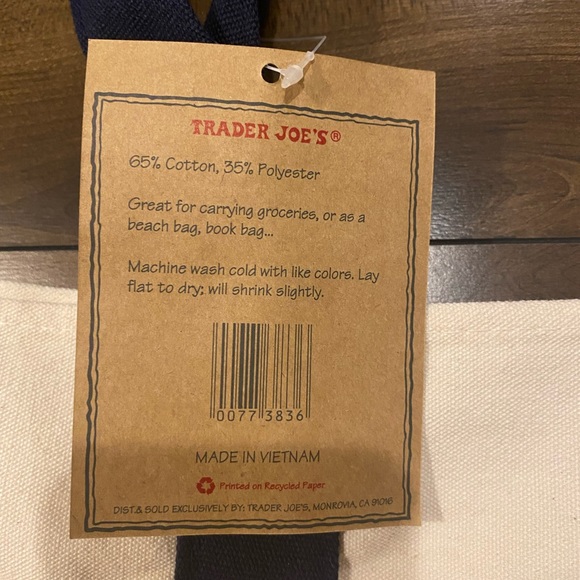 TRADER JOE'S®
65% Cotton, 35% Polyester
Great for carrying groceries, or as a
beach bag, book bag...
Machine wash cold with like colors. Lay
flat to dry; will shrink slightly.
0077 3836
MADE IN VIETNAM
Printed on Recycled Paper
DIST.& SOLD EXCLUSIVELY BY: TRADER JOE'S, MONROVIA, CA 91016